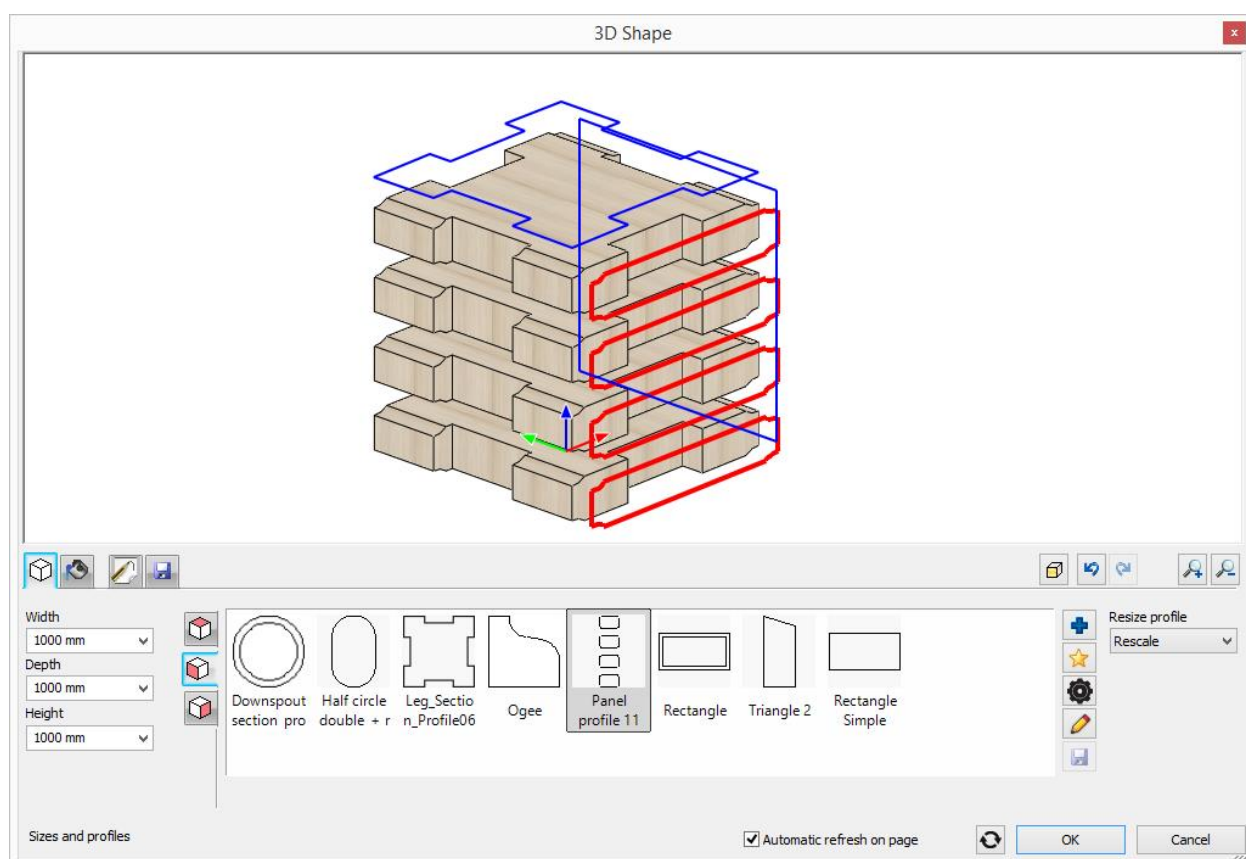 3D Shape
x
Width
1000 mm
Depth
1000 mm
Height
1000 mm
Downspout
section pro
Half circle
double + r
Leg_Sectio
n_Profile06
Ogee
Panel
profile 11
Rectangle
Triangle 2
Rectangle
Simple
Resize profile
Rescale
Sizes and profiles
Automatic refresh on page
OK
Cancel